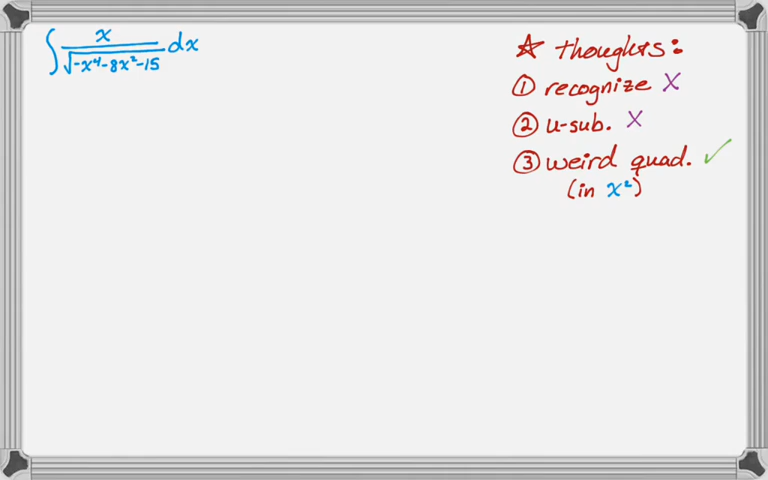 ∫ x / √(-x⁴-8x²-15) dx
☆ thoughts:
① recognize X
② u-sub. X
③ weird quad. ✓
(in x²)